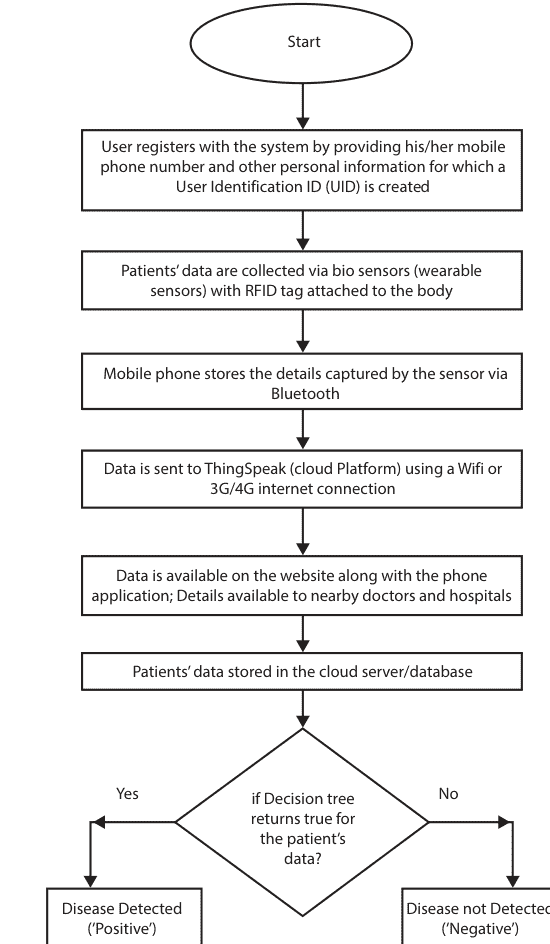 Start
User registers with the system by providing his/her mobile
phone number and other personal information for which a
User Identification ID (UID) is created
Patients' data are collected via bio sensors (wearable
sensors) with RFID tag attached to the body
Mobile phone stores the details captured by the sensor via
Bluetooth
Data is sent to ThingSpeak (cloud Platform) using a Wifi or
3G/4G internet connection
Data is available on the website along with the phone
application; Details available to nearby doctors and hospitals
Patients' data stored in the cloud server/database
if Decision tree
returns true for
the patient's
data?
Yes
No
Disease Detected
('Positive')
Disease not Detected
('Negative')